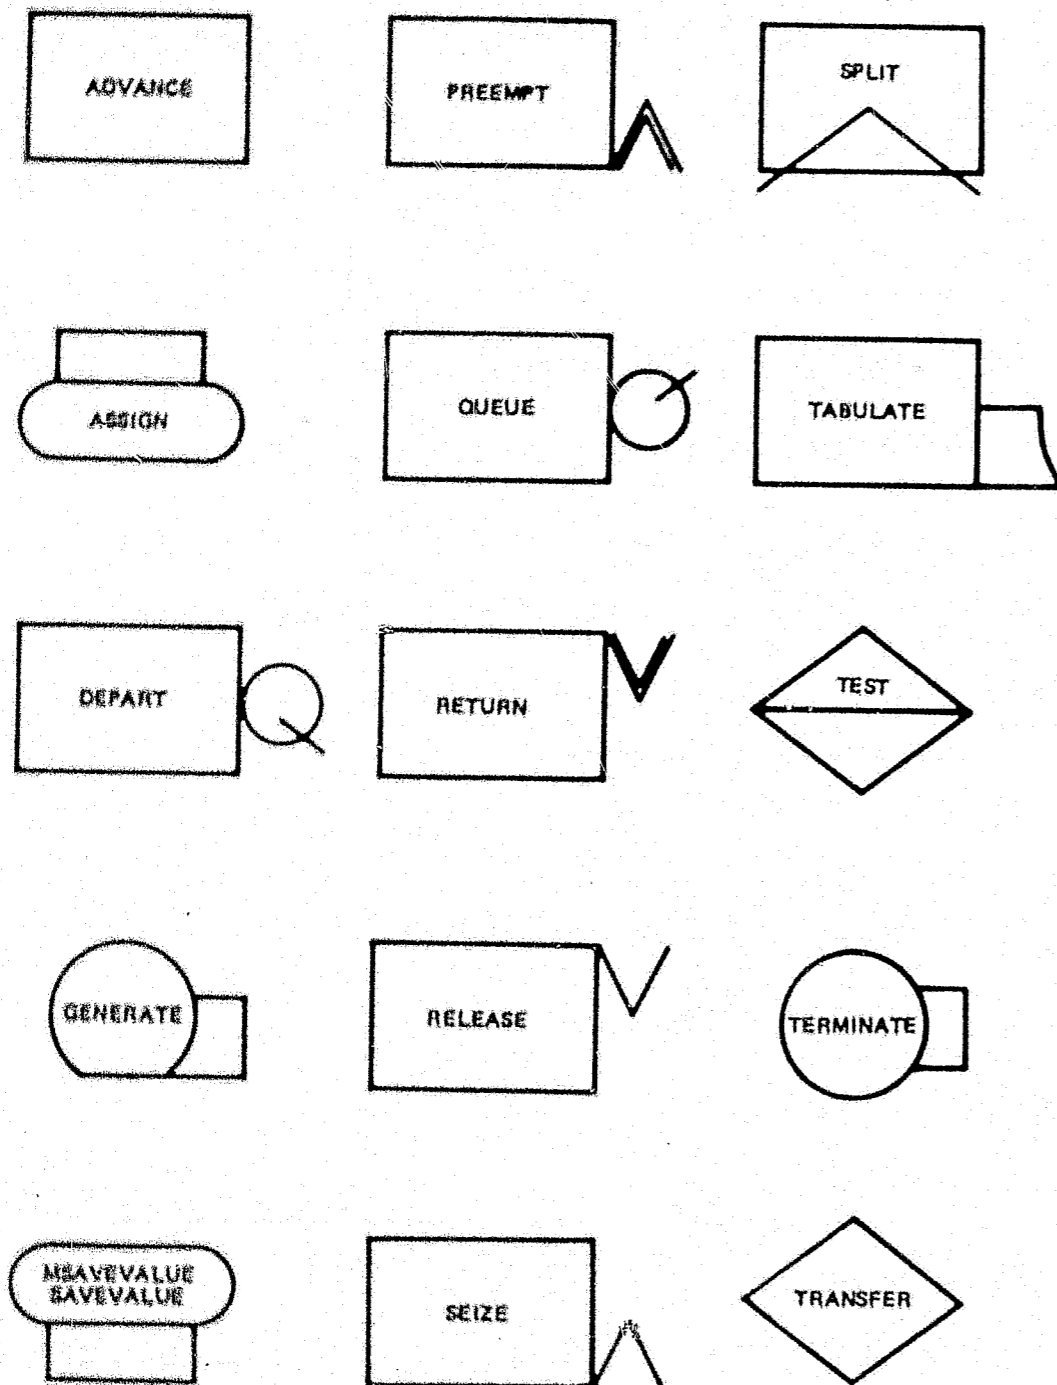 ADVANCE
PREEMPT
SPLIT
ASSIGN
QUEUE
TABULATE
DEPART
RETURN
TEST
GENERATE
RELEASE
TERMINATE
MSAVEVALUE
SAVEVALUE
SEIZE
TRANSFER